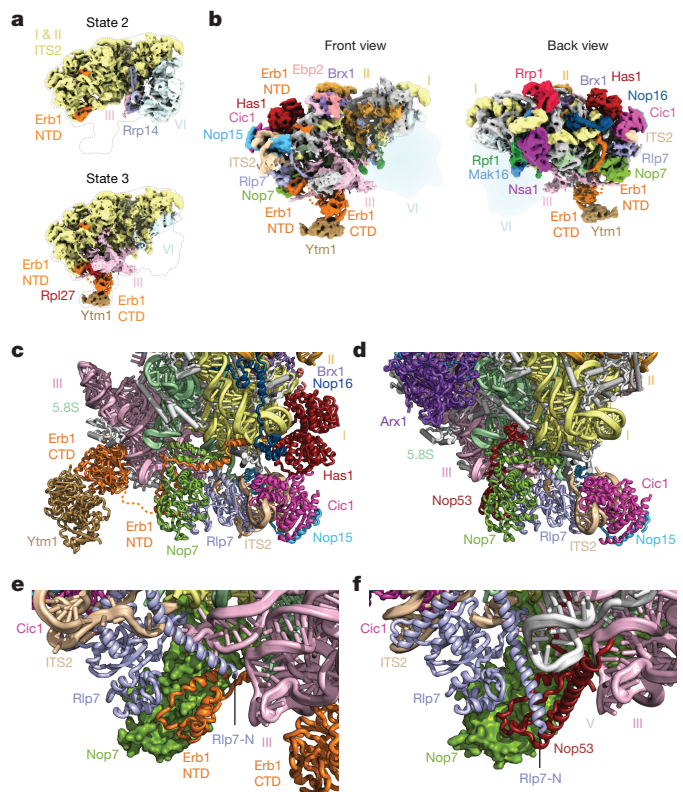 a
State 2
I & II
ITS2
Erb1
NTD
III
Rrp14
VI
State 3
Erb1
NTD
Rpl27
Ytm1
III
Erb1
CTD
VI
b
Front view
Back view
Erb1
NTD
Ebp2
Brx1
II
I
Has1
Cic1
Nop15
ITS2
Rlp7
Nop7
Erb1
NTD
III
Erb1
CTD
Ytm1
VI
I
Rrp1
II
Brx1
Has1
Nop16
Cic1
ITS2
Rlp7
Nop7
Rpf1
Mak16
Nsa1
III
VI
Erb1
CTD
Erb1
NTD
Ytm1
c
III
5.8S
Erb1
CTD
Ytm1
Erb1
NTD
Nop7
Rlp7
ITS2
II
Brx1
Nop16
I
Has1
Cic1
Nop15
d
Arx1
5.8S
III
Nop53
Nop7
Rlp7
ITS2
II
I
Cic1
Nop15
e
Cic1
ITS2
Rlp7
Nop7
Erb1
NTD
Rlp7-N
III
Erb1
CTD
f
Cic1
ITS2
Rlp7
Nop7
Rlp7-N
Nop53
V
III